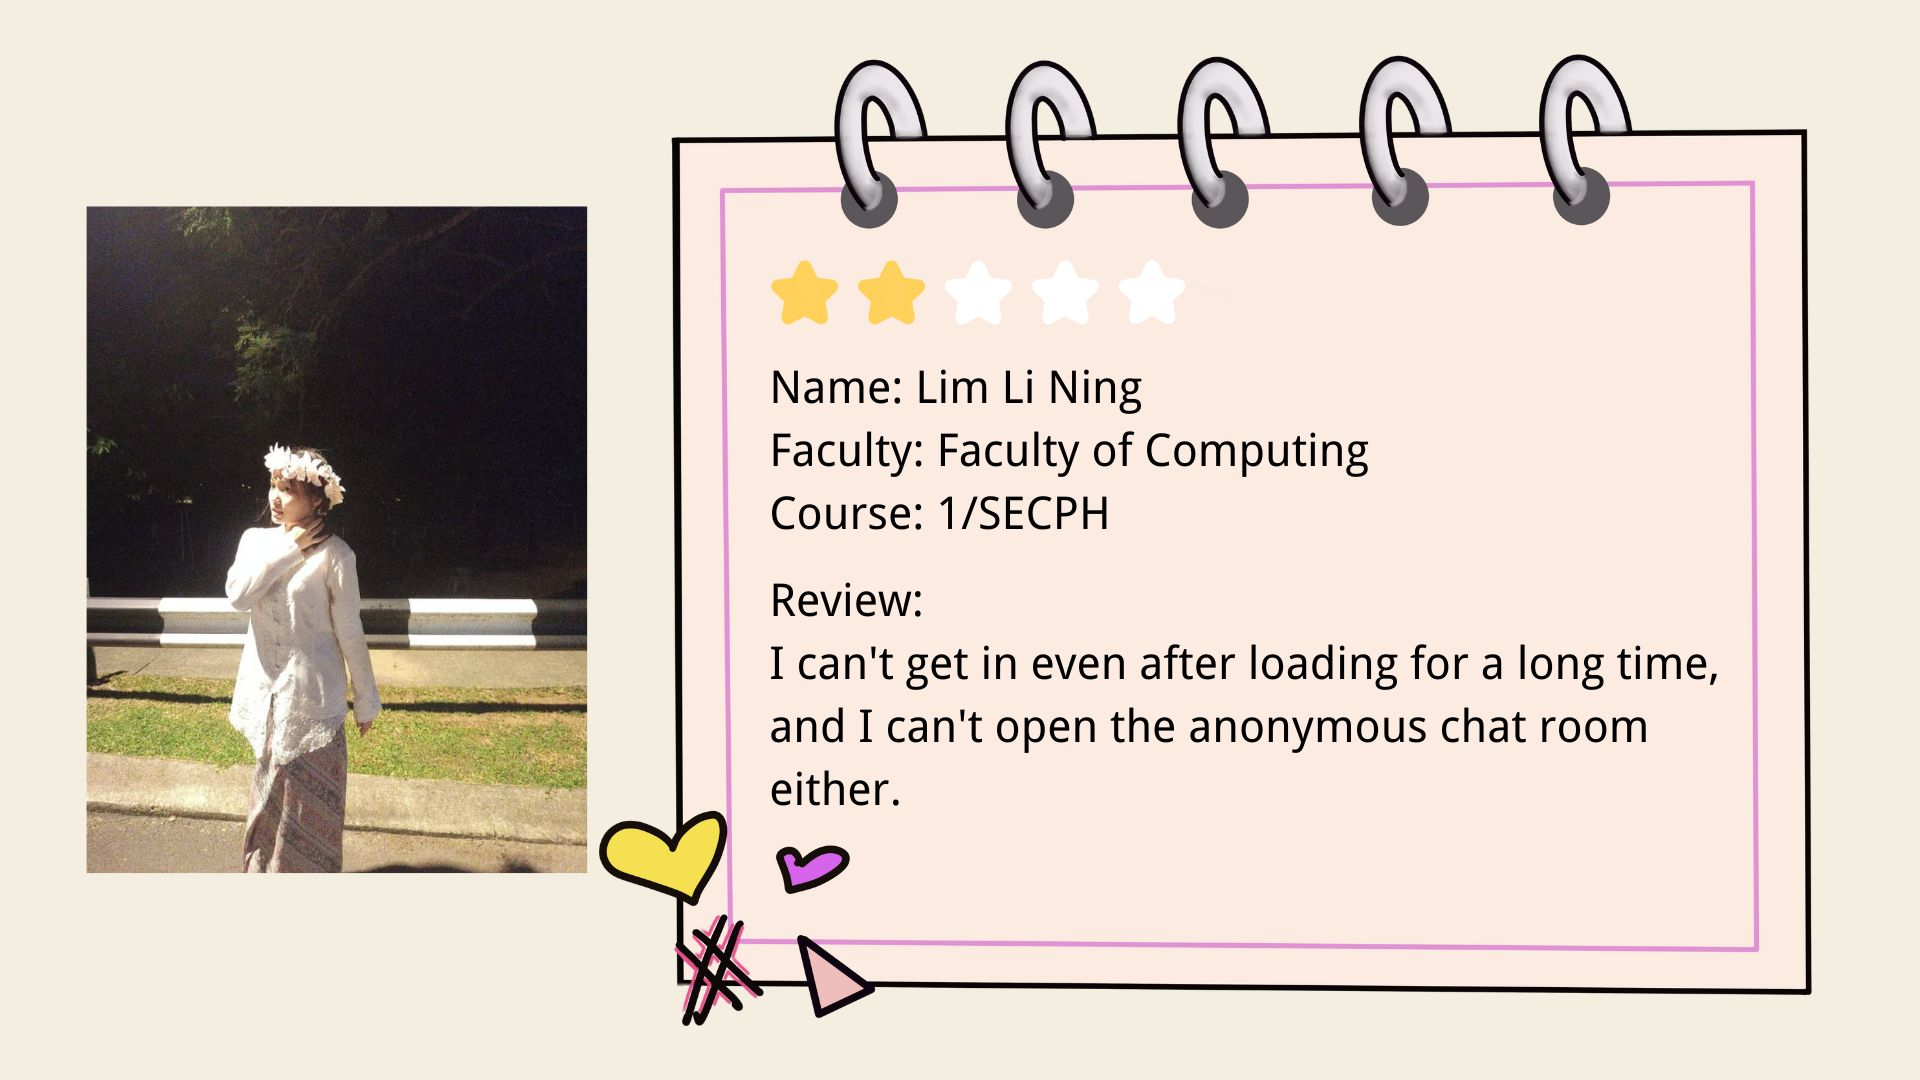 Name: Lim Li Ning
Faculty: Faculty of Computing
Course: 1/SECPH
Review:
I can't get in even after loading for a long time,
and I can't open the anonymous chat room
either.